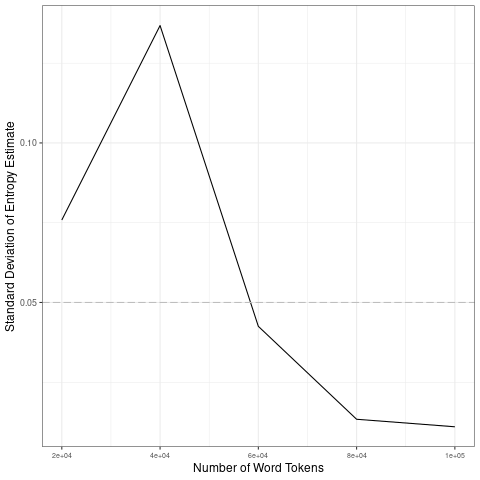 Standard Deviation of Entropy Estimate
0.10
0.05
2e+04 4e+04 6e+04 8e+04 1e+05
Number of Word Tokens